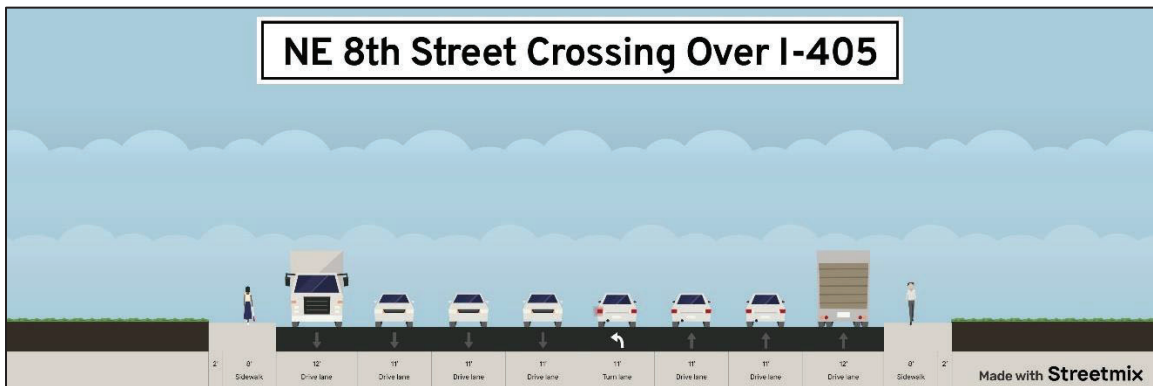 NE 8th Street Crossing Over I-405
2' 8' 12' 11' 11' 11' 11' 11' 11' 12' 8' 2'
Sidewalk Drive lane Drive lane Drive lane Drive lane Turn lane Drive lane Drive lane Drive lane Sidewalk
Made with Streetmix